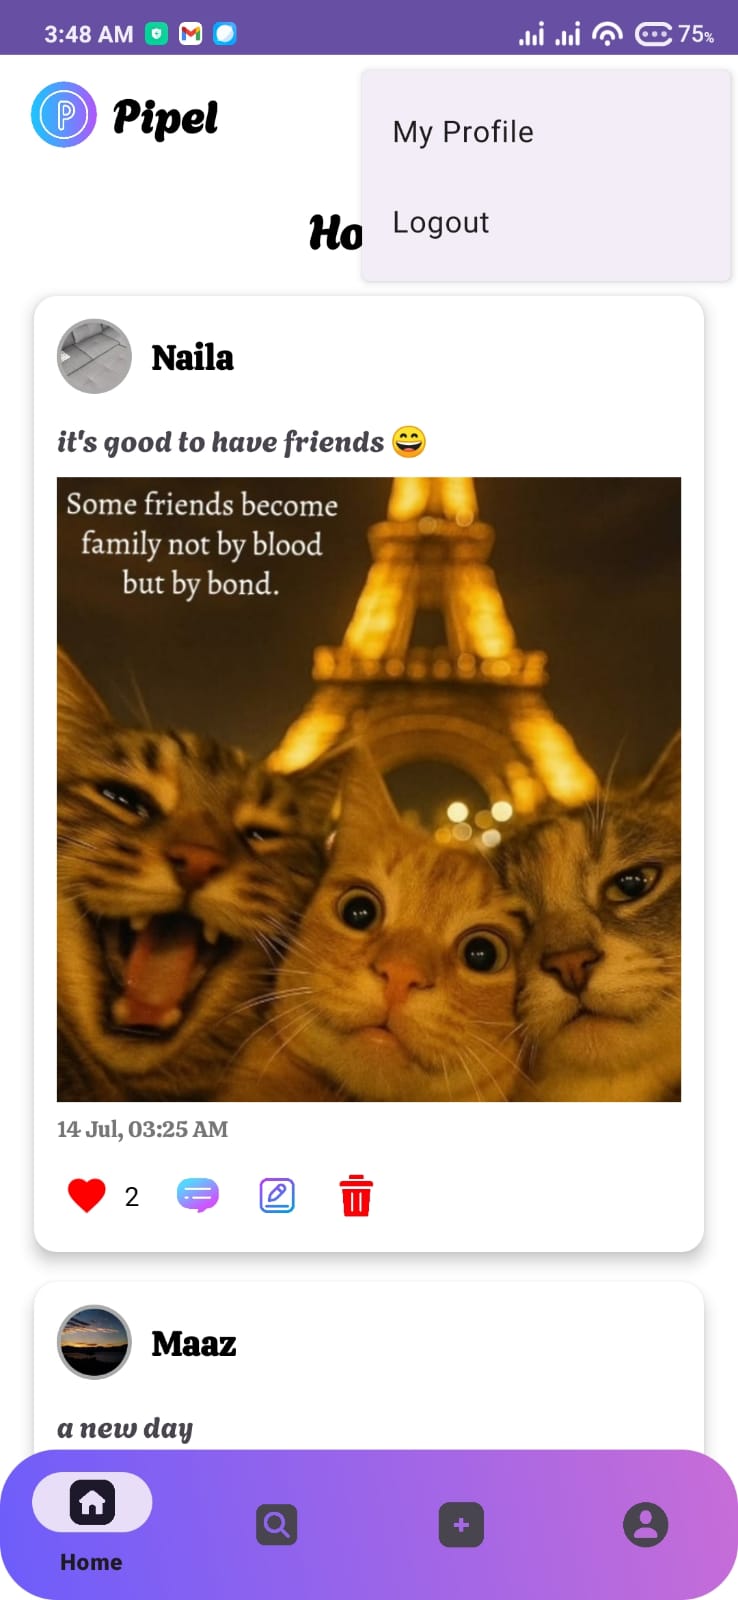 3:48 AM 75%
Pipel
My Profile
Ho
Logout
Naila
it's good to have friends 😄
Some friends become
family not by blood
but by bond.
14 Jul, 03:25 AM
2
Maaz
a new day
Home